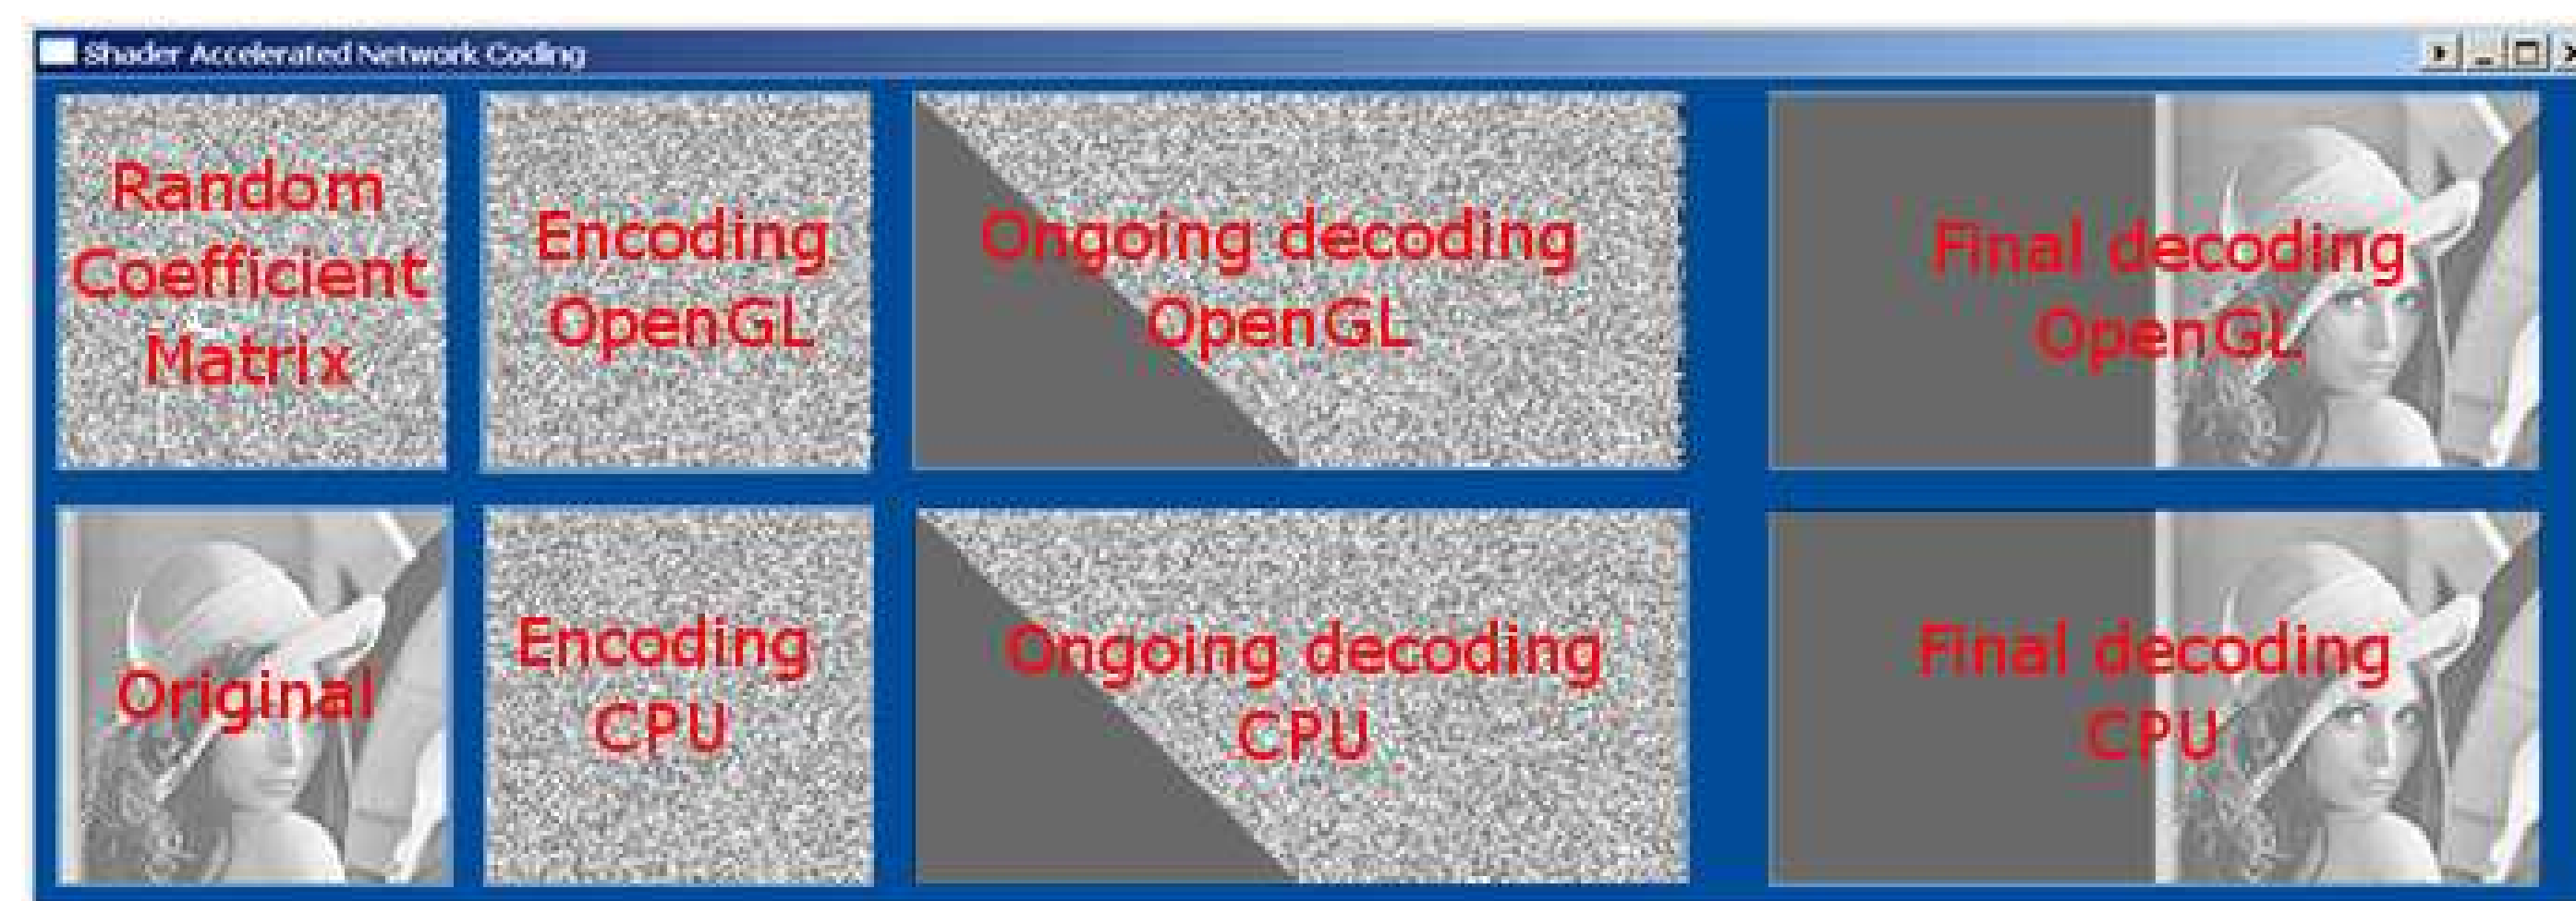 Shader Accelerated Network Coding
Random
Coefficient
Matrix
Encoding
OpenGL
Ongoing decoding
OpenGL
Final decoding
OpenGL
Original
Encoding
CPU
Ongoing decoding
CPU
Final decoding
CPU